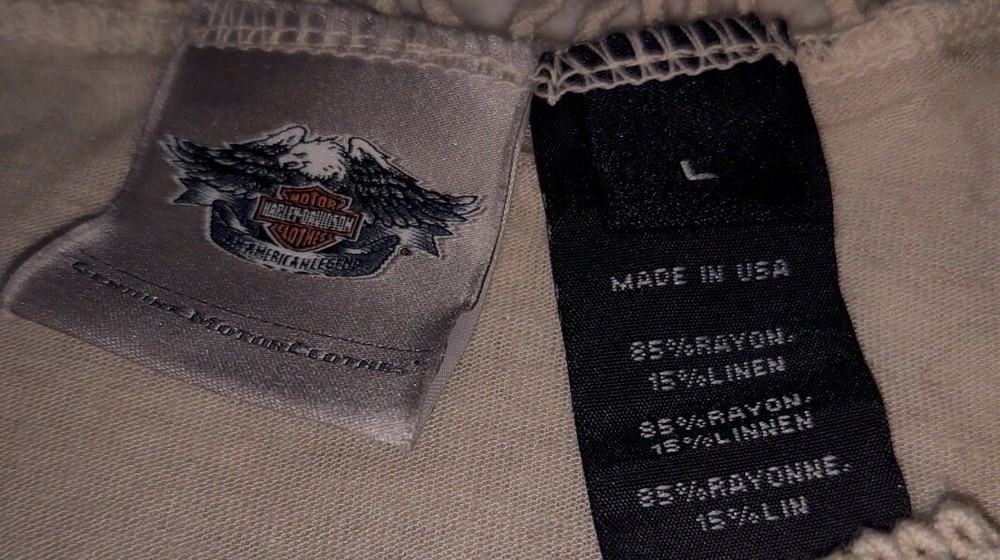 MOTOR
HARLEY-DAVIDSON
CLOTHES
AN AMERICAN LEGEND
®
GENUINE MOTORCLOTHES
L
MADE IN USA
85%RAYON-
15%LINEN
85%RAYON-
15%LINNEN
85%RAYONNE-
15%LIN